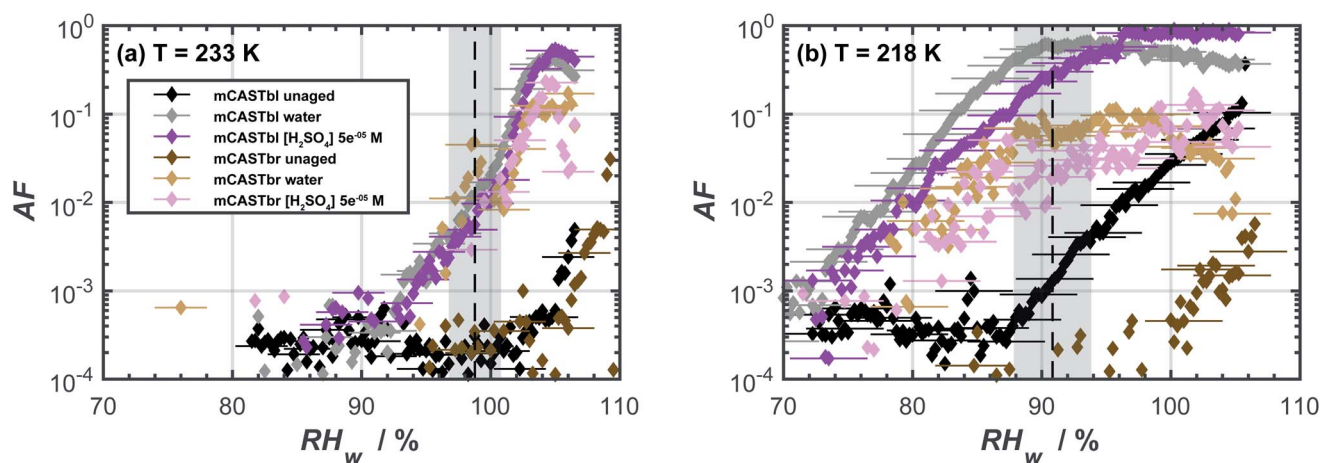 (a) T = 233 K
AF
10^0
10^-1
10^-2
10^-3
10^-4
mCASTbl unaged
mCASTbl water
mCASTbl [H₂SO₄] 5e^-05 M
mCASTbr unaged
mCASTbr water
mCASTbr [H₂SO₄] 5e^-05 M
70 80 90 100 110
RH_w / %
(b) T = 218 K
AF
10^0
10^-1
10^-2
10^-3
10^-4
70 80 90 100 110
RH_w / %